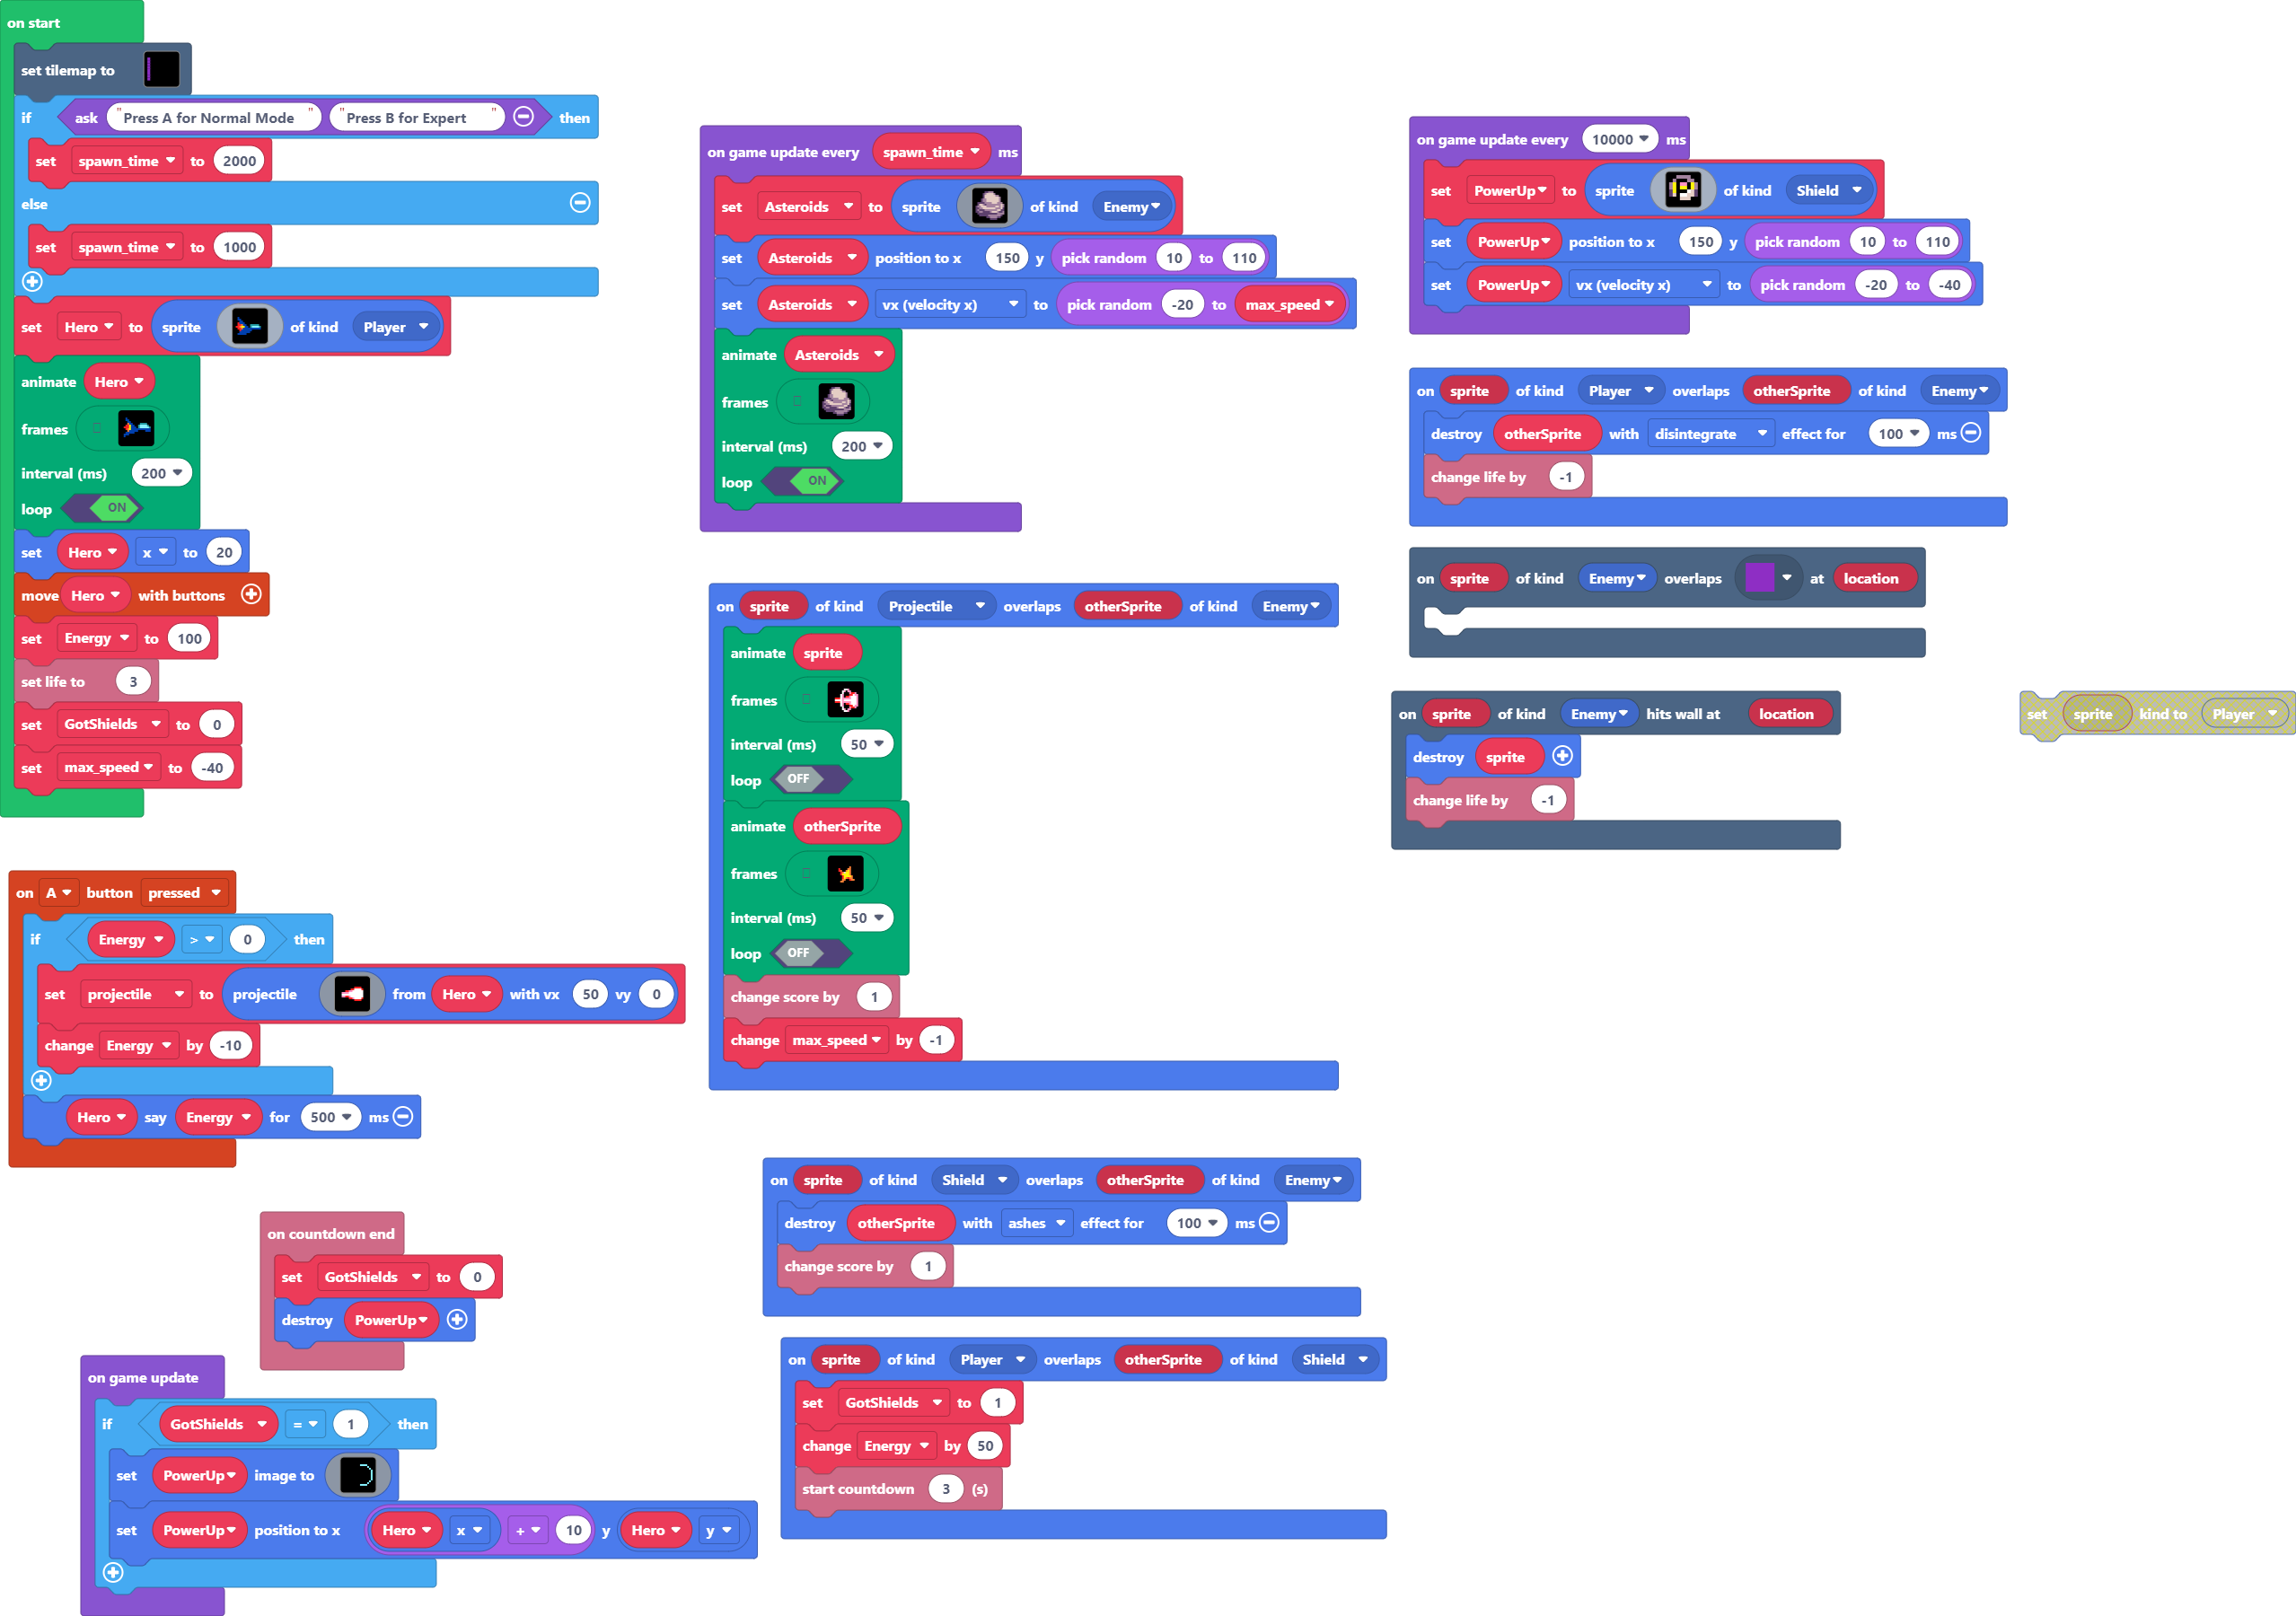 on start
set tilemap to
if ask "Press A for Normal Mode" "Press B for Expert" then
set spawn_time to 2000
else
set spawn_time to 1000
set Hero to sprite of kind Player
animate Hero
frames
interval (ms) 200
loop ON
set Hero x to 20
move Hero with buttons
set Energy to 100
set life to 3
set GotShields to 0
set max_speed to -40
on A button pressed
if Energy > 0 then
set projectile to projectile from Hero with vx 50 vy 0
change Energy by -10
Hero say Energy for 500 ms
on countdown end
set GotShields to 0
destroy PowerUp
on game update
if GotShields = 1 then
set PowerUp image to
set PowerUp position to x Hero x + 10 y Hero y
on game update every spawn_time ms
set Asteroids to sprite of kind Enemy
set Asteroids position to x 150 y pick random 10 to 110
set Asteroids vx (velocity x) to pick random -20 to max_speed
animate Asteroids
frames
interval (ms) 200
loop ON
on sprite of kind Projectile overlaps otherSprite of kind Enemy
animate sprite
frames
interval (ms) 50
loop OFF
animate otherSprite
frames
interval (ms) 50
loop OFF
change score by 1
change max_speed by -1
on sprite of kind Shield overlaps otherSprite of kind Enemy
destroy otherSprite with ashes effect for 100 ms
change score by 1
on sprite of kind Player overlaps otherSprite of kind Shield
set GotShields to 1
change Energy by 50
start countdown 3 (s)
on game update every 10000 ms
set PowerUp to sprite of kind Shield
set PowerUp position to x 150 y pick random 10 to 110
set PowerUp vx (velocity x) to pick random -20 to -40
on sprite of kind Player overlaps otherSprite of kind Enemy
destroy otherSprite with disintegrate effect for 100 ms
change life by -1
on sprite of kind Enemy overlaps at location
on sprite of kind Enemy hits wall at location
destroy sprite
change life by -1
set sprite kind to Player